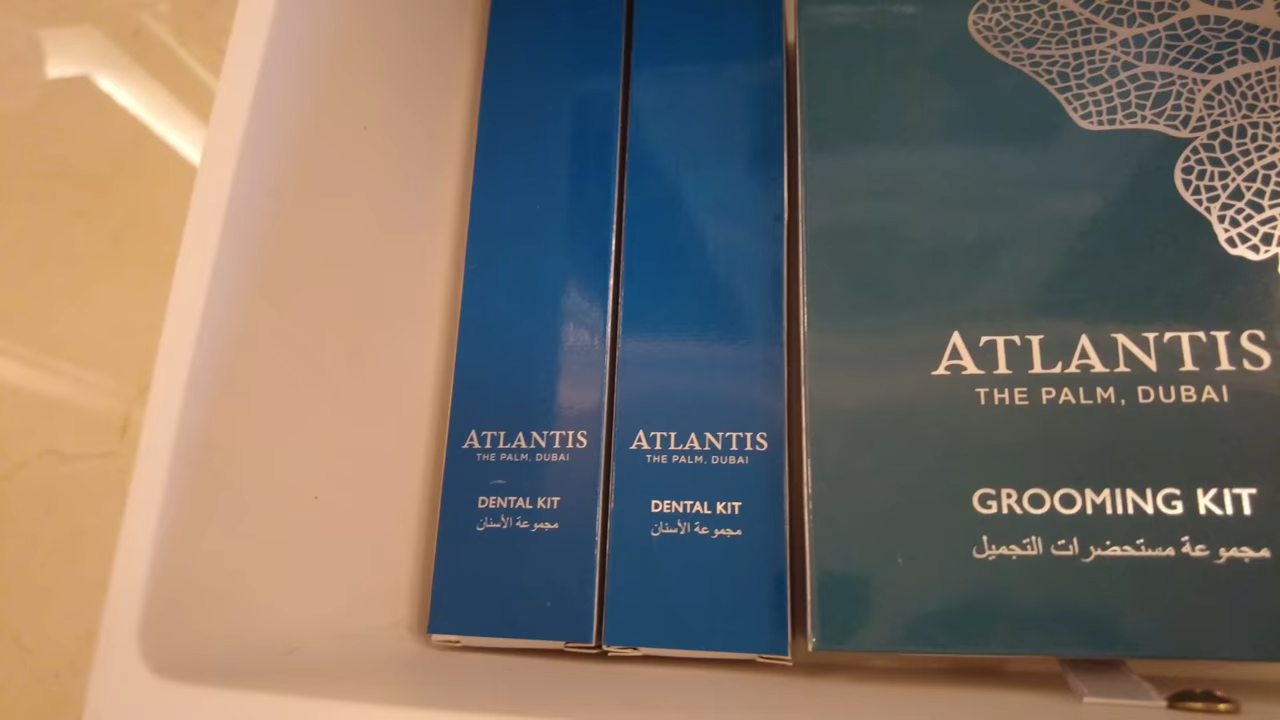 ATLANTIS
THE PALM, DUBAI
DENTAL KIT
مجموعة الأسنان
ATLANTIS
THE PALM, DUBAI
DENTAL KIT
مجموعة الأسنان
ATLANTIS
THE PALM, DUBAI
GROOMING KIT
مجموعة مستحضرات التجميل